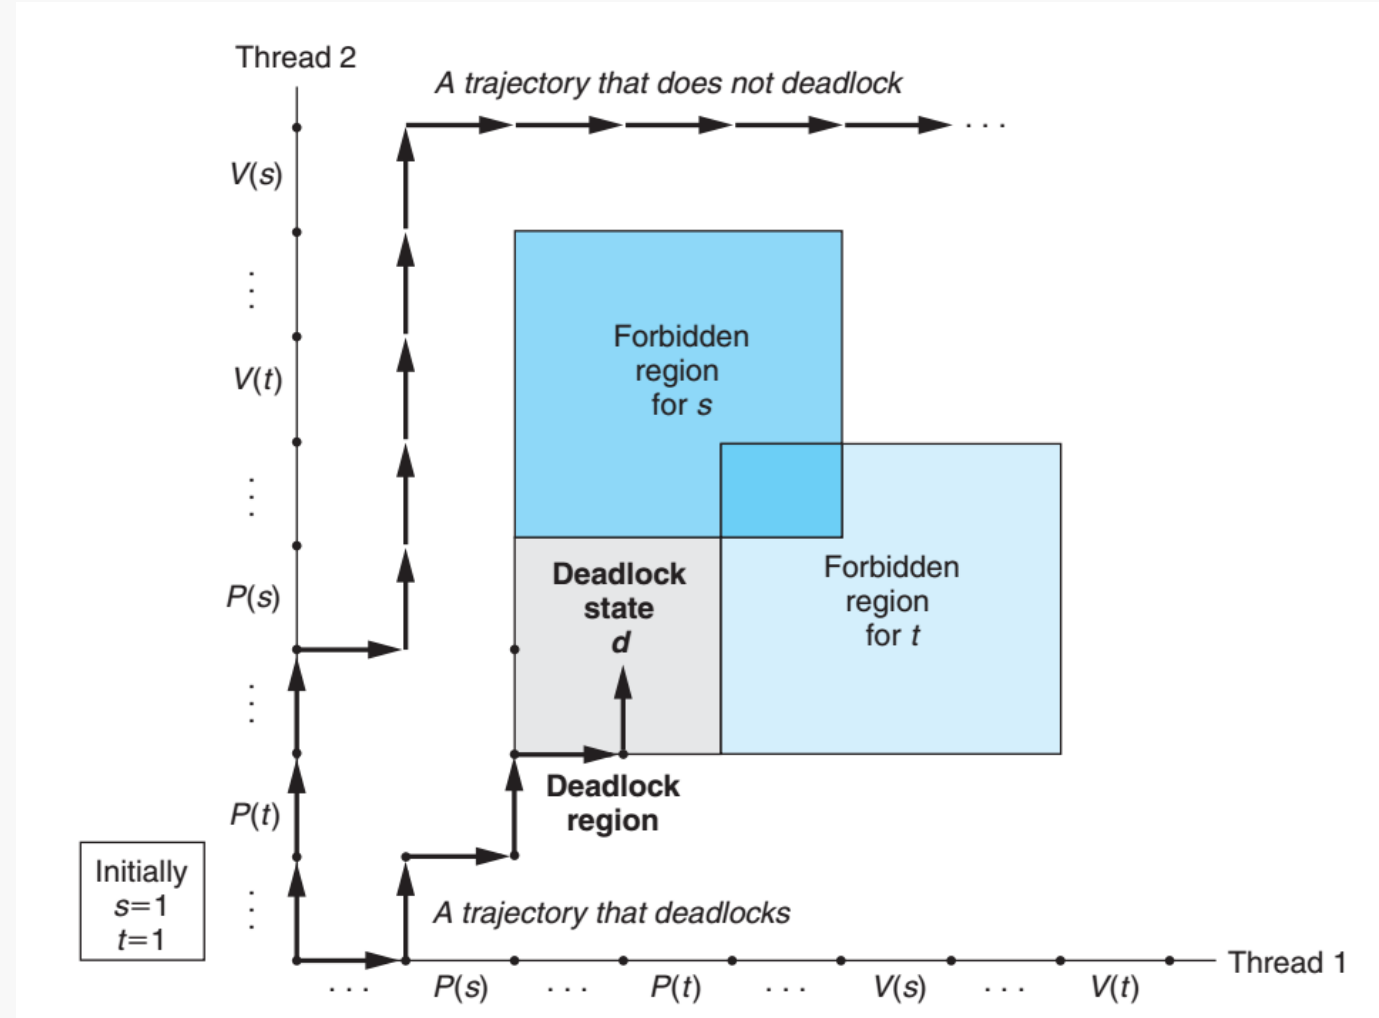 Thread 2
A trajectory that does not deadlock
. . .
V(s)
. . .
Forbidden
region
for s
V(t)
. . .
Forbidden
region
for t
P(s)
Deadlock
state
d
. . .
Deadlock
region
P(t)
Initially
s=1
t=1
. . .
A trajectory that deadlocks
Thread 1
. . . P(s) . . . P(t) . . . V(s) . . . V(t)